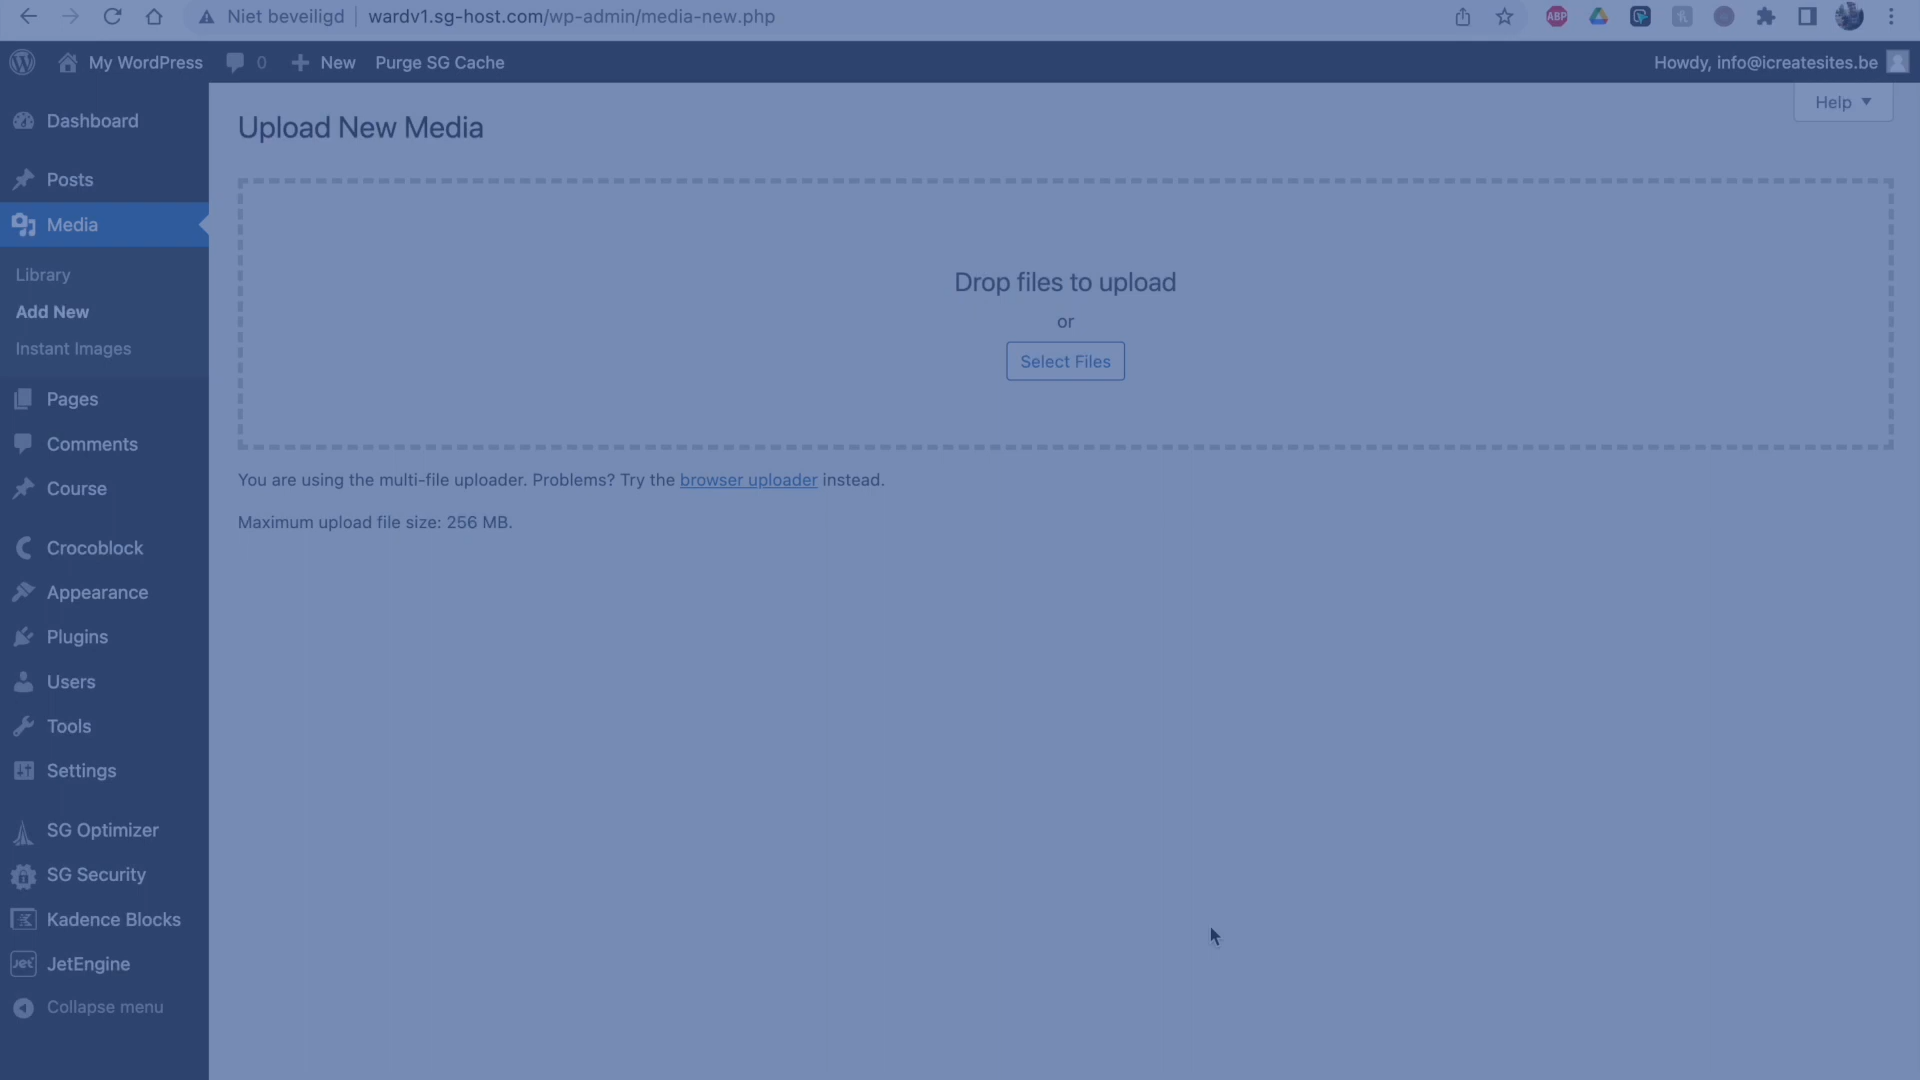 Niet beveiligd
wardv1.sg-host.com/wp-admin/media-new.php
ABP
My WordPress
0
New
Purge SG Cache
Howdy, info@icreatesites.be
Dashboard
Posts
Media
Library
Add New
Instant Images
Pages
Comments
Course
Crocoblock
Appearance
Plugins
Users
Tools
Settings
SG Optimizer
SG Security
Kadence Blocks
Jet
JetEngine
Collapse menu
Help
Upload New Media
Drop files to upload
or
Select Files
You are using the multi-file uploader. Problems? Try the browser uploader instead.
Maximum upload file size: 256 MB.